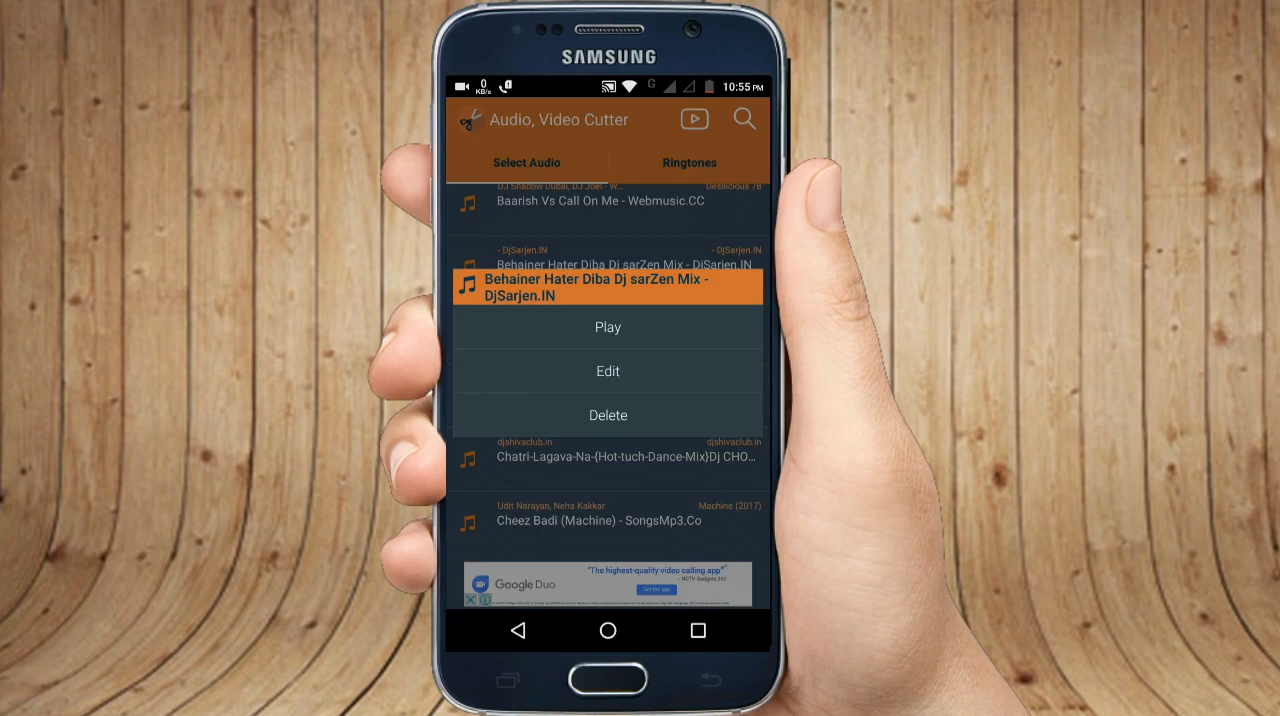 SAMSUNG
0
KB/s
G
10:55 PM
Audio, Video Cutter
Select Audio
Ringtones
DJ Shadow Dubai, DJ Joel - W...
Desilicious 78
Baarish Vs Call On Me - Webmusic.CC
- DjSarjen.IN
- DjSarjen.IN
Behainer Hater Diba Dj sarZen Mix - DjSarjen.IN
Behainer Hater Diba Dj sarZen Mix -
DjSarjen.IN
Play
Edit
Delete
djshivaclub.in
djshivaclub.in
Chatri-Lagava-Na-{Hot-tuch-Dance-Mix}Dj CHO...
Udit Narayan, Neha Kakkar
Machine (2017)
Cheez Badi (Machine) - SongsMp3.Co
"The highest-quality video calling app*"
- NDTV Gadgets 360
Google Duo
Get the app